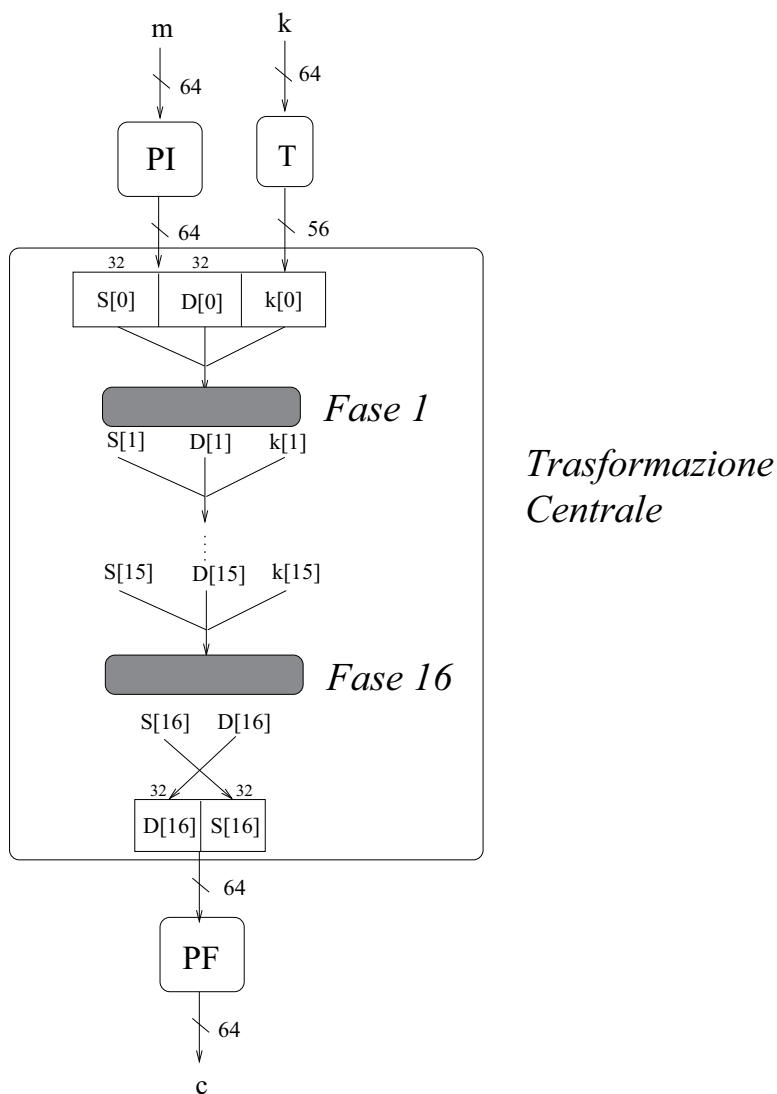 m k
64 64
PI T
64 56
32 32
S[0] D[0] k[0]
Fase 1
S[1] D[1] k[1]
Trasformazione
Centrale
S[15] D[15] k[15]
Fase 16
S[16] D[16]
32 32
D[16] S[16]
64
PF
64
c